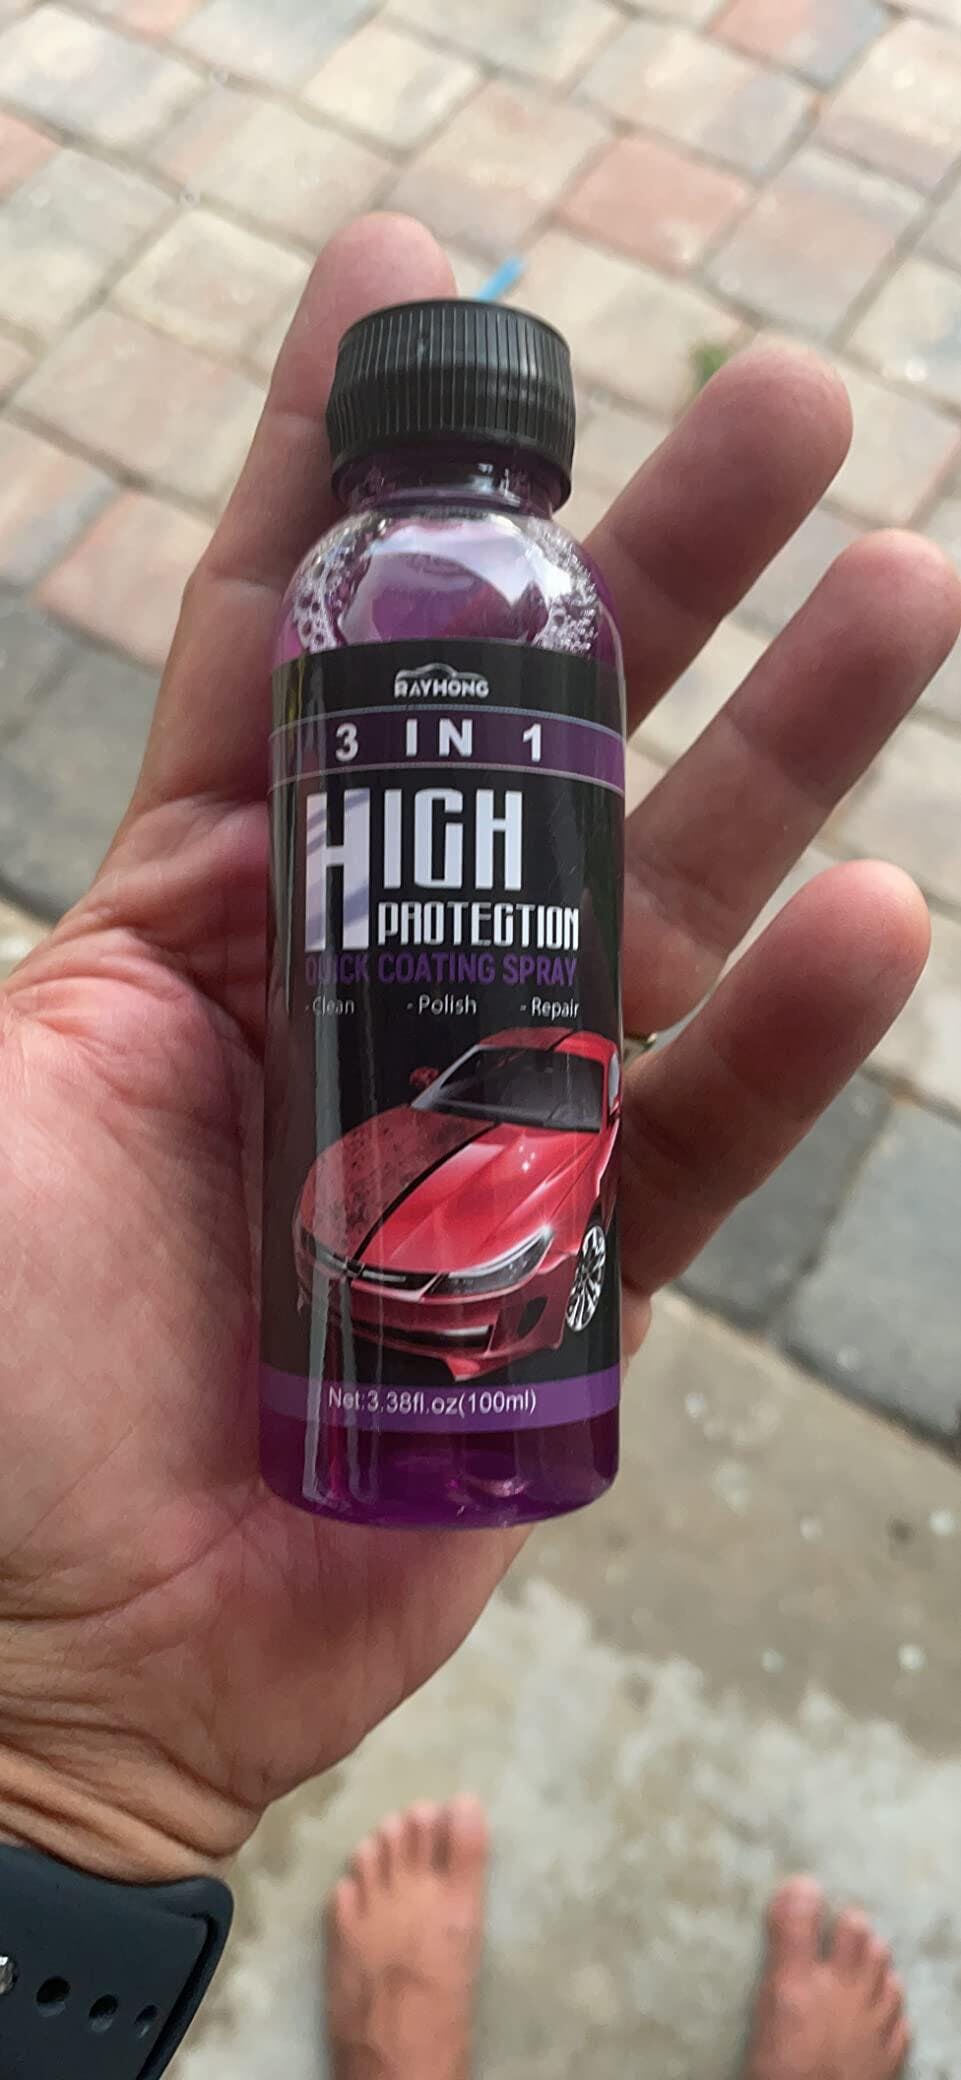 RAYHONG
3 IN 1
HIGH
PROTECTION
QUICK COATING SPRAY
- Clean - Polish - Repair
Net:3.38fl.oz(100ml)